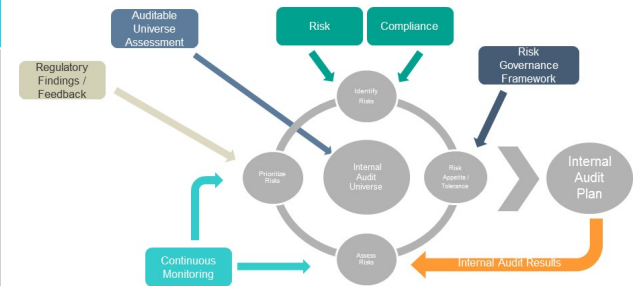 Auditable
Universe
Assessment
Risk
Compliance
Risk
Governance
Framework
Regulatory
Findings /
Feedback
Identify
Risks
Prioritize
Risks
Internal
Audit
Universe
Risk
Appetite /
Tolerance
Internal
Audit
Plan
Assess
Risks
Continuous
Monitoring
Internal Audit Results